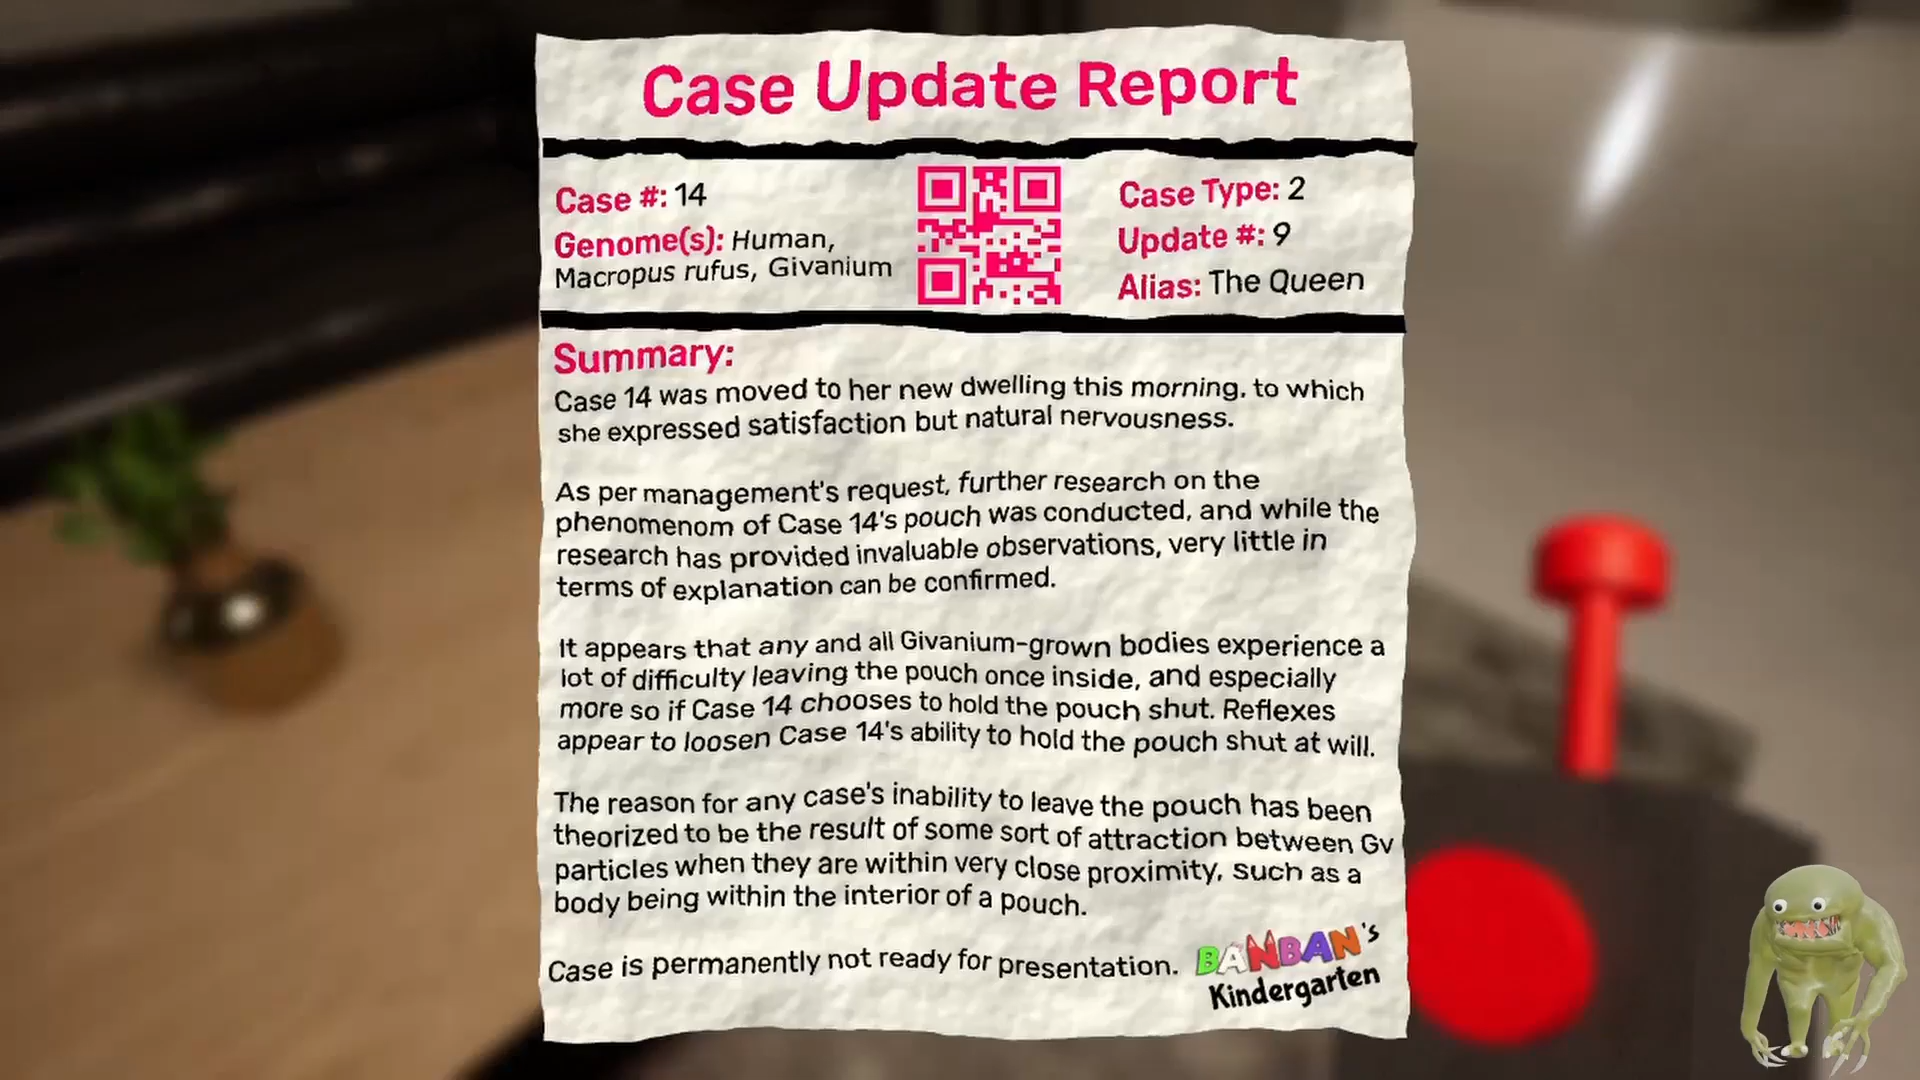 Case Update Report
Case #: 14
Genome(s): Human,
Macropus rufus, Givanium
Case Type: 2
Update #: 9
Alias: The Queen
Summary:
Case 14 was moved to her new dwelling this morning, to which
she expressed satisfaction but natural nervousness.
As per management's request, further research on the
phenomenom of Case 14's pouch was conducted, and while the
research has provided invaluable observations, very little in
terms of explanation can be confirmed.
It appears that any and all Givanium-grown bodies experience a
lot of difficulty leaving the pouch once inside, and especially
more so if Case 14 chooses to hold the pouch shut. Reflexes
appear to loosen Case 14's ability to hold the pouch shut at will.
The reason for any case's inability to leave the pouch has been
theorized to be the result of some sort of attraction between Gv
particles when they are within very close proximity, such as a
body being within the interior of a pouch.
Case is permanently not ready for presentation.
BANBAN's
Kindergarten